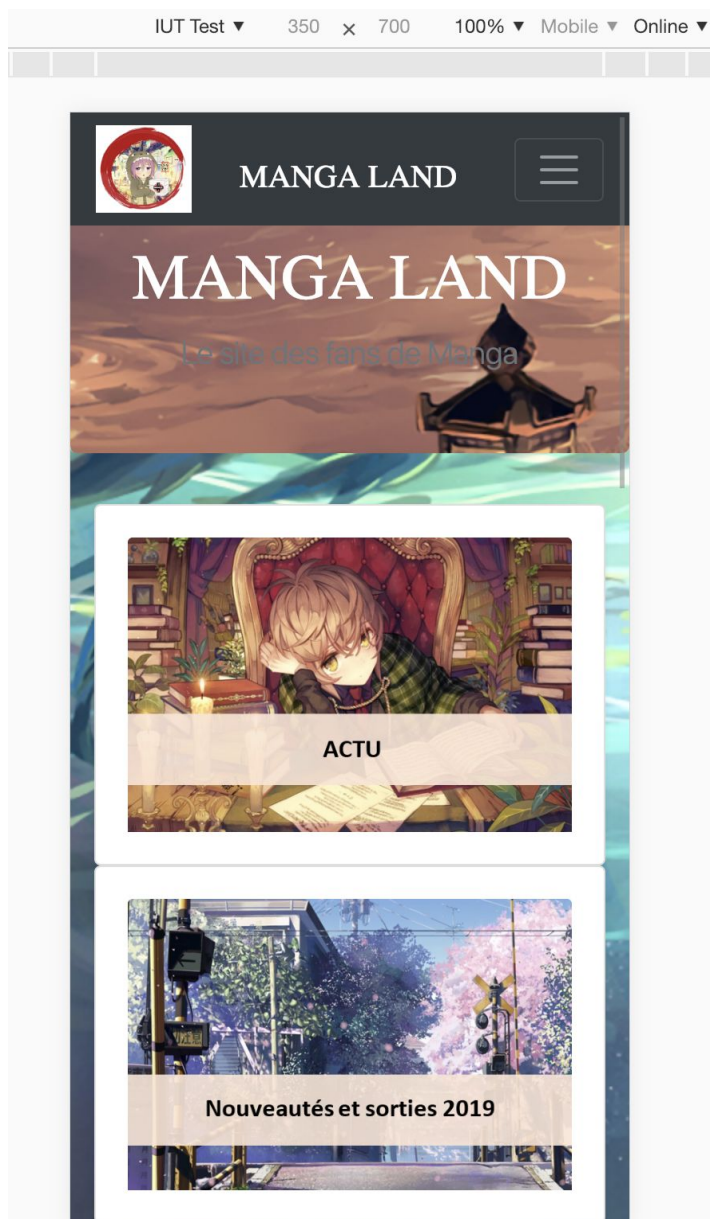 IUT Test ▼ 350 × 700 100% ▼ Mobile ▼ Online ▼
MANGA LAND
MANGA LAND
Le site des fans de Manga
ACTU
Nouveautés et sorties 2019